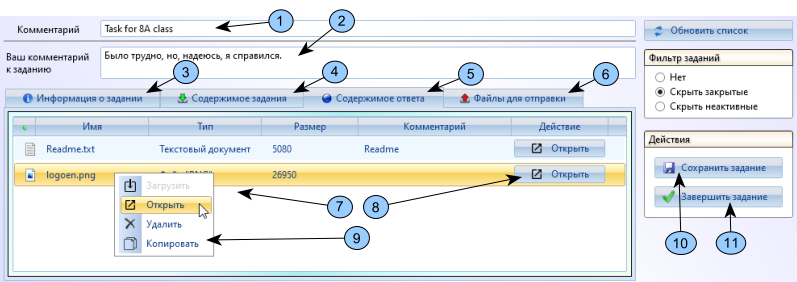 Комментарий
Task for 8A class
1
2
Обновить список
Ваш комментарий
к заданию
Было трудно, но, надеюсь, я справился.
Фильтр заданий
Нет
Скрыть закрытые
Скрыть неактивные
3
4
5
6
Информация о задании
Содержимое задания
Содержимое ответа
Файлы для отправки
Имя
Тип
Размер
Комментарий
Действие
Readme.txt
Текстовый документ
5080
Readme
Открыть
logoen.png
26950
Открыть
Загрузить
Открыть
Удалить
Копировать
7
8
9
Действия
Сохранить задание
Завершить задание
10
11